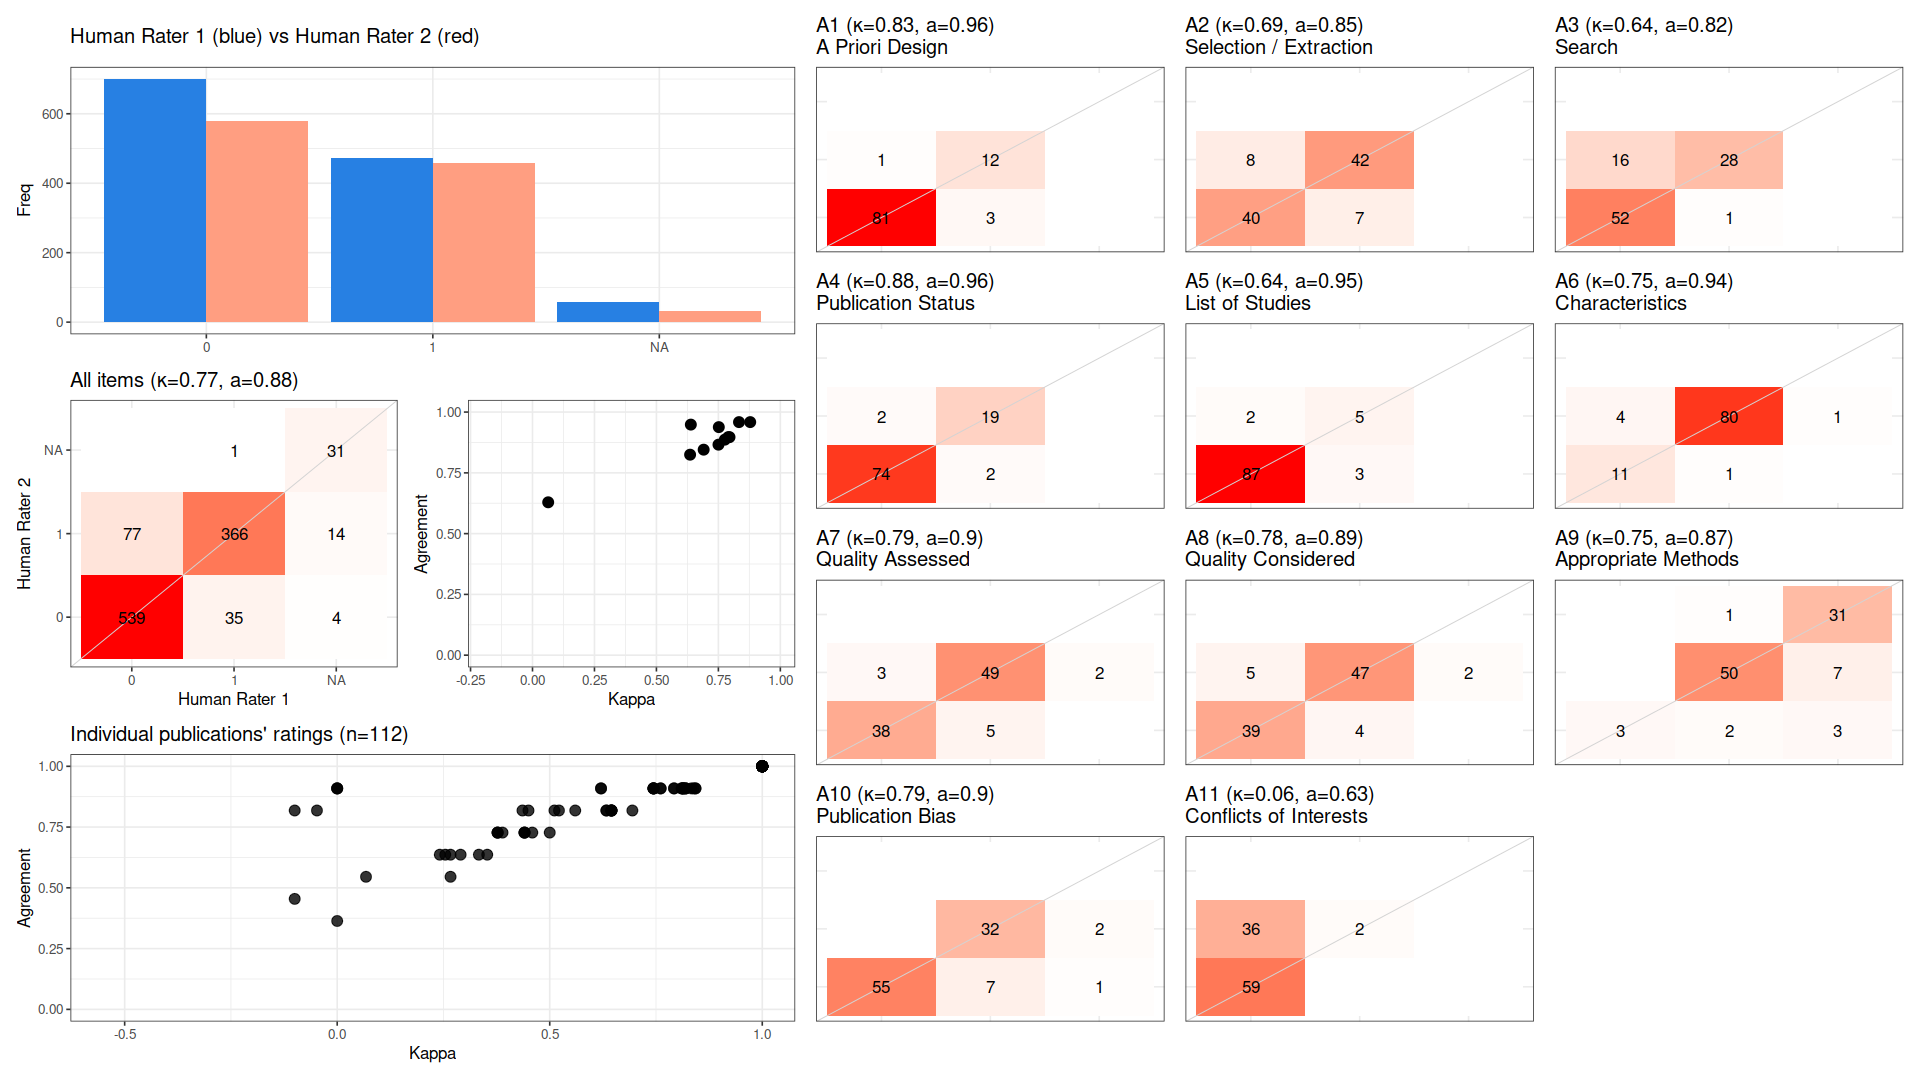 Human Rater 1 (blue) vs Human Rater 2 (red)
Freq
600
400
200
0
0 1 NA
All items (κ=0.77, a=0.88)
Human Rater 2
NA
1
0
1 31
77 366 14
539 35 4
0 1 NA
Human Rater 1
Agreement
1.00
0.75
0.50
0.25
0.00
-0.25 0.00 0.25 0.50 0.75 1.00
Kappa
Individual publications' ratings (n=112)
Agreement
1.00
0.75
0.50
0.25
0.00
-0.5 0.0 0.5 1.0
Kappa
A1 (κ=0.83, a=0.96)
A Priori Design
1 12
81 3
A2 (κ=0.69, a=0.85)
Selection / Extraction
8 42
40 7
A3 (κ=0.64, a=0.82)
Search
16 28
52 1
A4 (κ=0.88, a=0.96)
Publication Status
2 19
74 2
A5 (κ=0.64, a=0.95)
List of Studies
2 5
87 3
A6 (κ=0.75, a=0.94)
Characteristics
4 80 1
11 1
A7 (κ=0.79, a=0.9)
Quality Assessed
3 49 2
38 5
A8 (κ=0.78, a=0.89)
Quality Considered
5 47 2
39 4
A9 (κ=0.75, a=0.87)
Appropriate Methods
1 31
50 7
3 2 3
A10 (κ=0.79, a=0.9)
Publication Bias
32 2
55 7 1
A11 (κ=0.06, a=0.63)
Conflicts of Interests
36 2
59